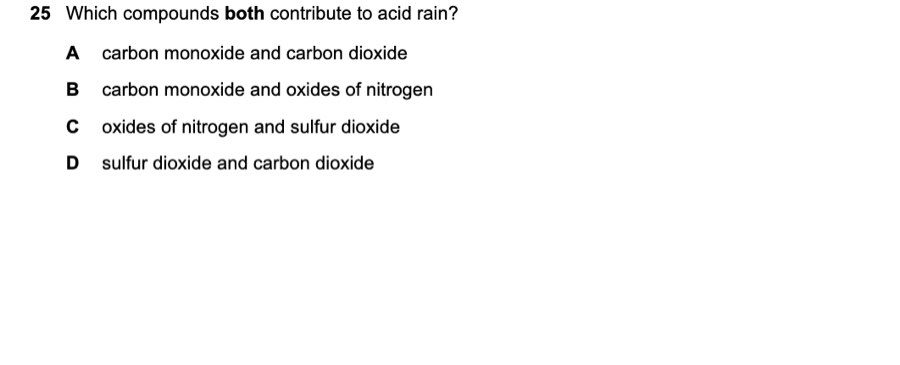 25 Which compounds both contribute to acid rain?
A carbon monoxide and carbon dioxide
B carbon monoxide and oxides of nitrogen
C oxides of nitrogen and sulfur dioxide
D sulfur dioxide and carbon dioxide